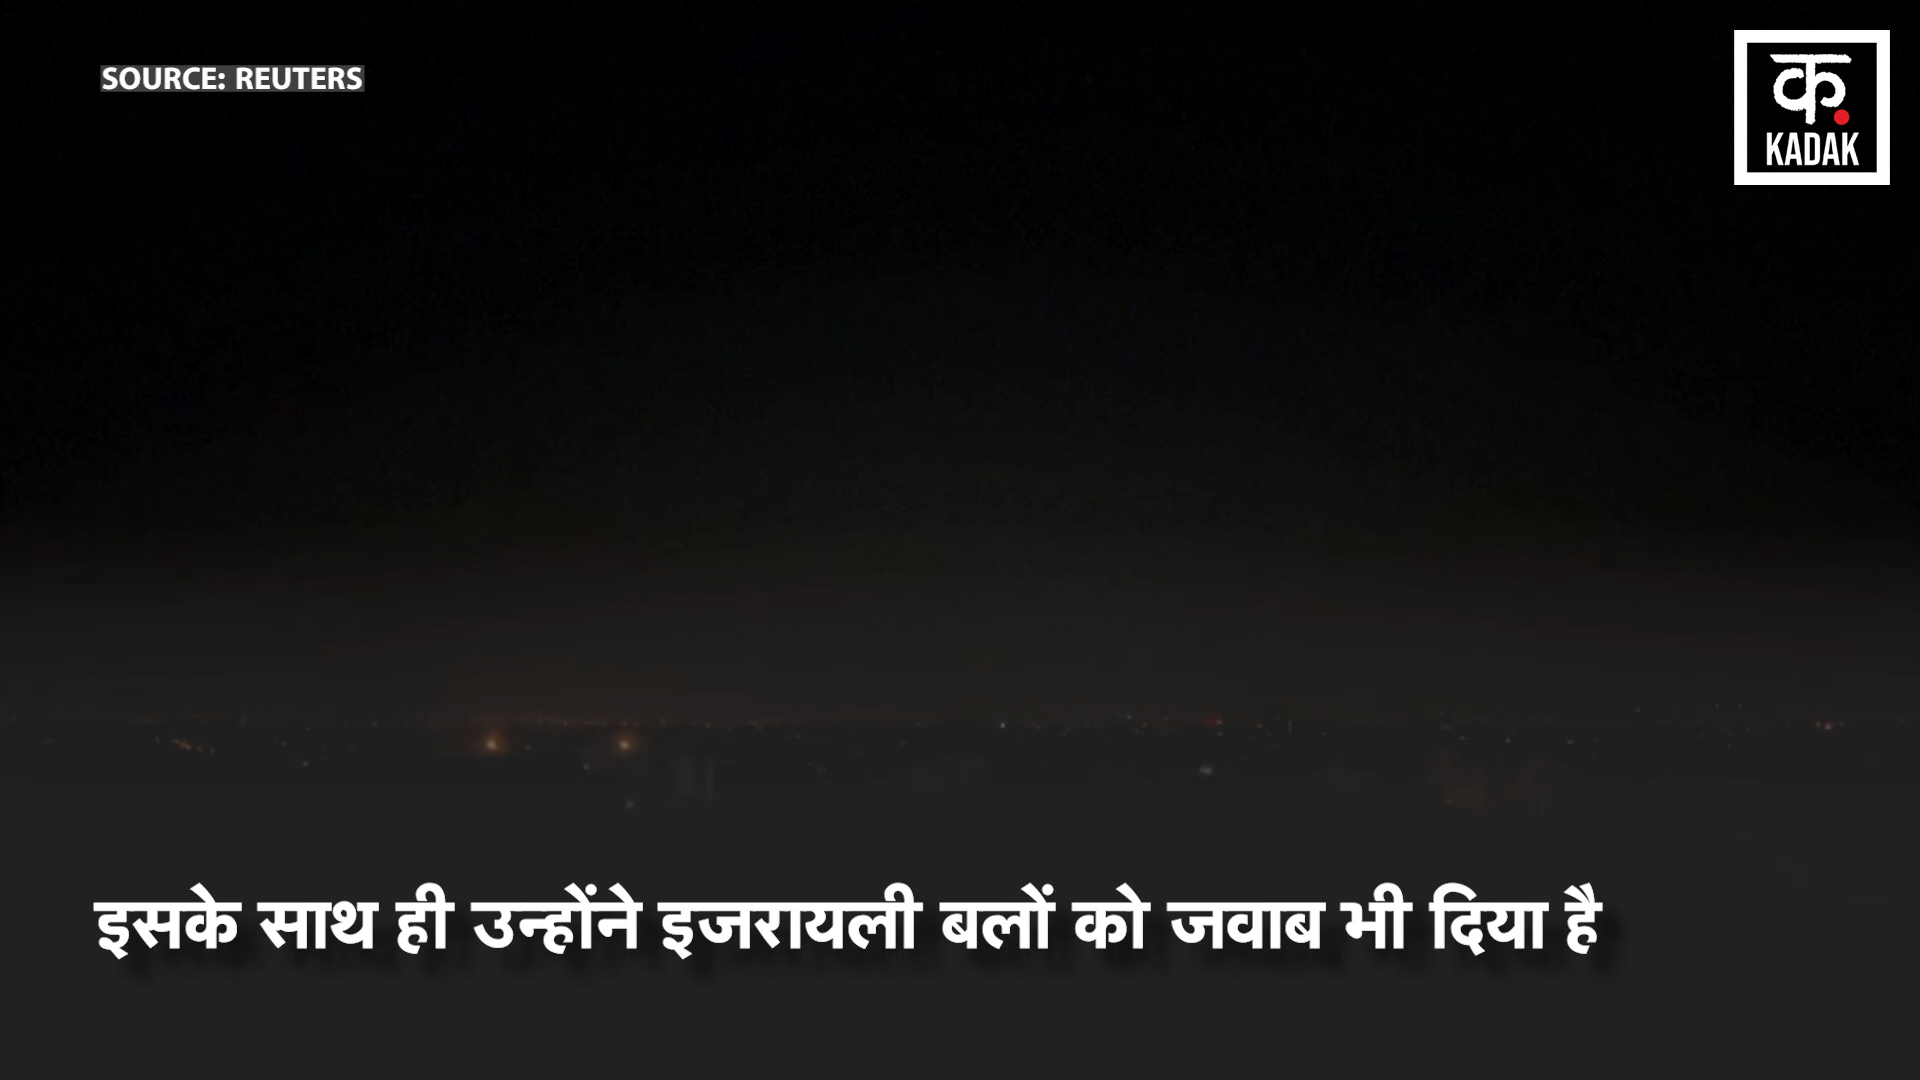 SOURCE: REUTERS
क
KADAK
इसके साथ ही उन्होंने इजरायली बलों को जवाब भी दिया है